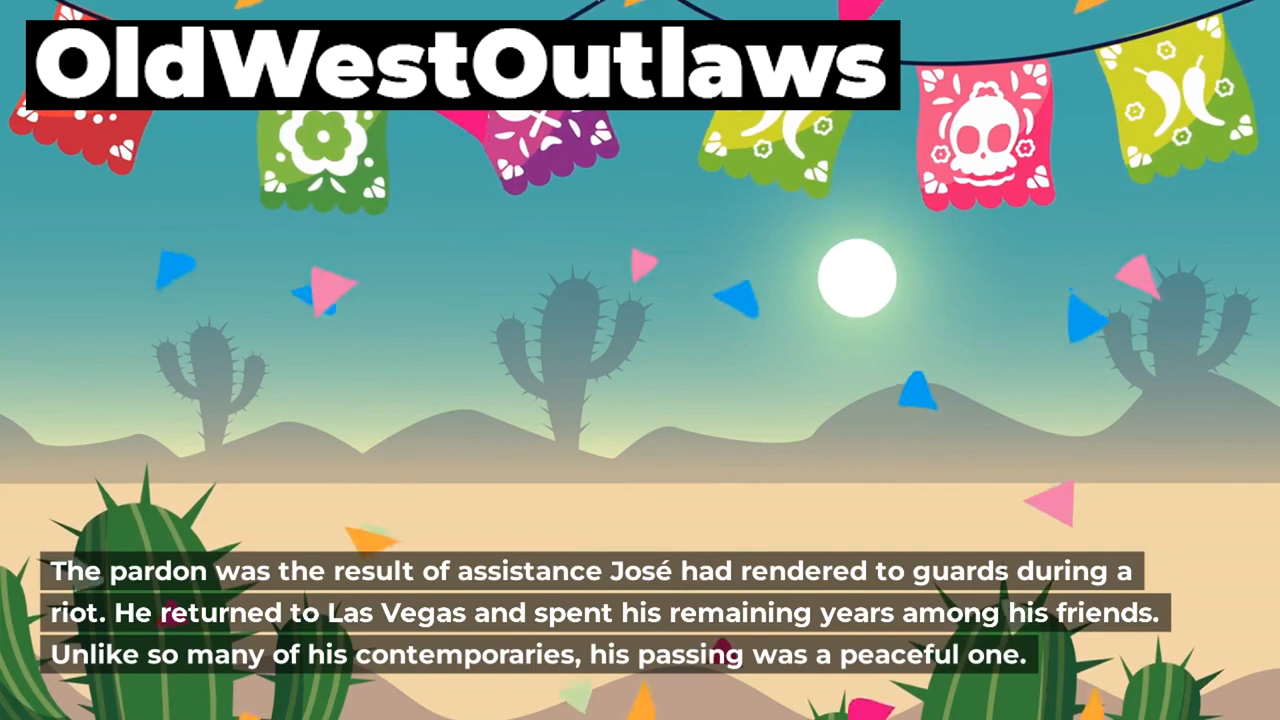 OldWestOutlaws
The pardon was the result of assistance José had rendered to guards during a
riot. He returned to Las Vegas and spent his remaining years among his friends.
Unlike so many of his contemporaries, his passing was a peaceful one.